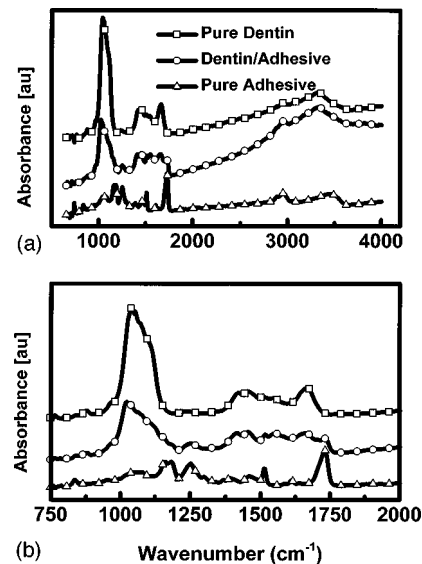 Absorbance [au]
Pure Dentin
Dentin/Adhesive
Pure Adhesive
(a)
1000 2000 3000 4000
Absorbance [au]
(b)
750 1000 1250 1500 1750 2000
Wavenumber (cm⁻¹)